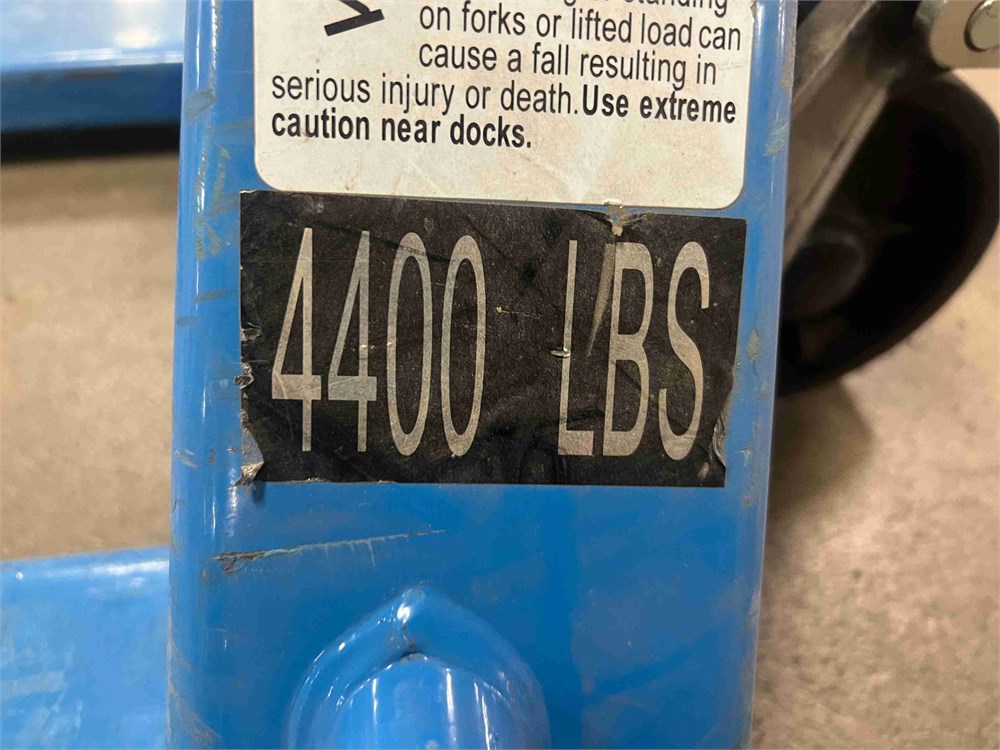 standing
on forks or lifted load can
cause a fall resulting in
serious injury or death.Use extreme
caution near docks.
4400 LBS